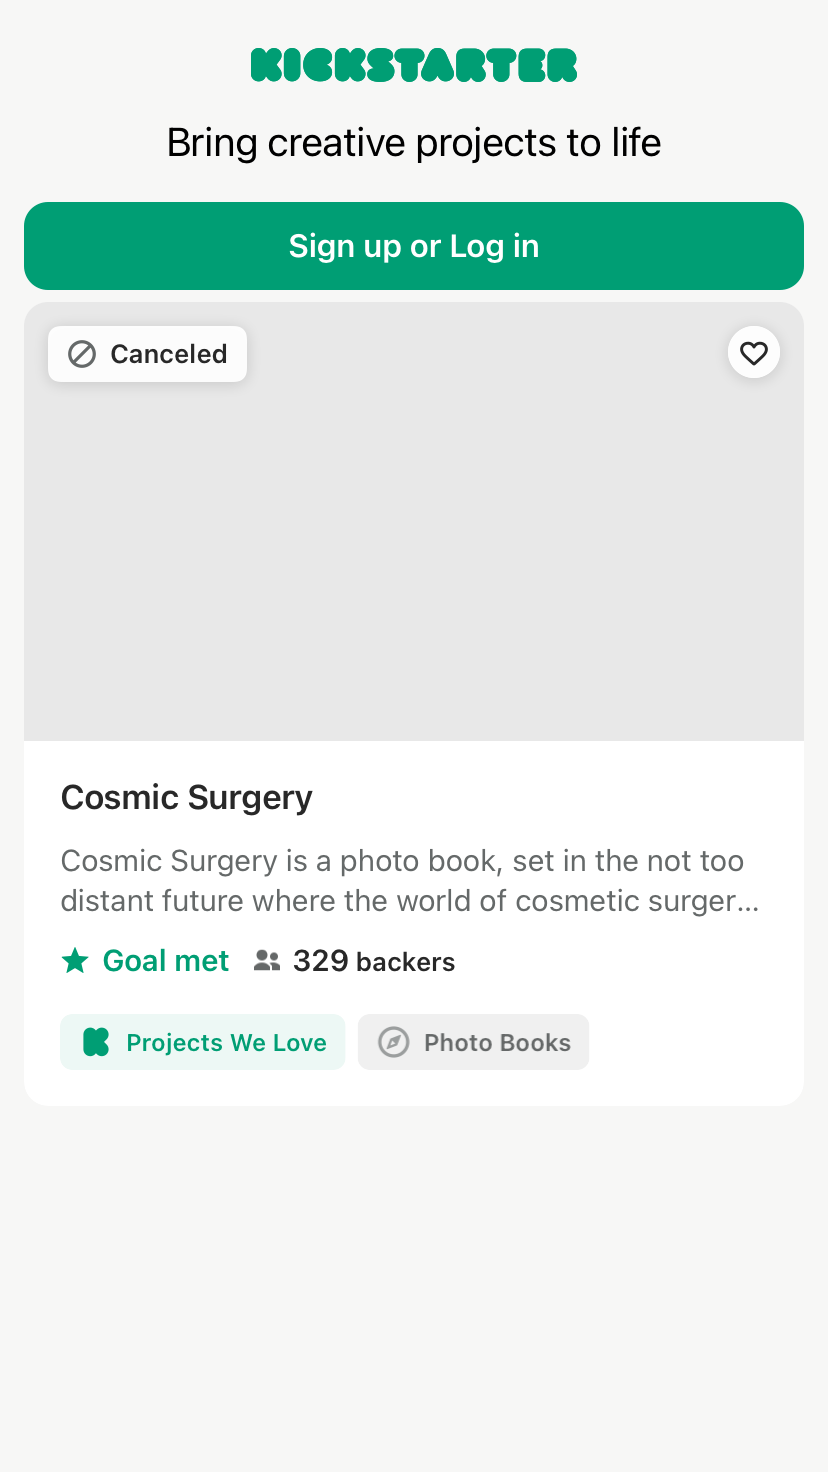 KICKSTARTER
Bring creative projects to life
Sign up or Log in
Canceled
Cosmic Surgery
Cosmic Surgery is a photo book, set in the not too
distant future where the world of cosmetic surger...
Goal met 329 backers
Projects We Love Photo Books